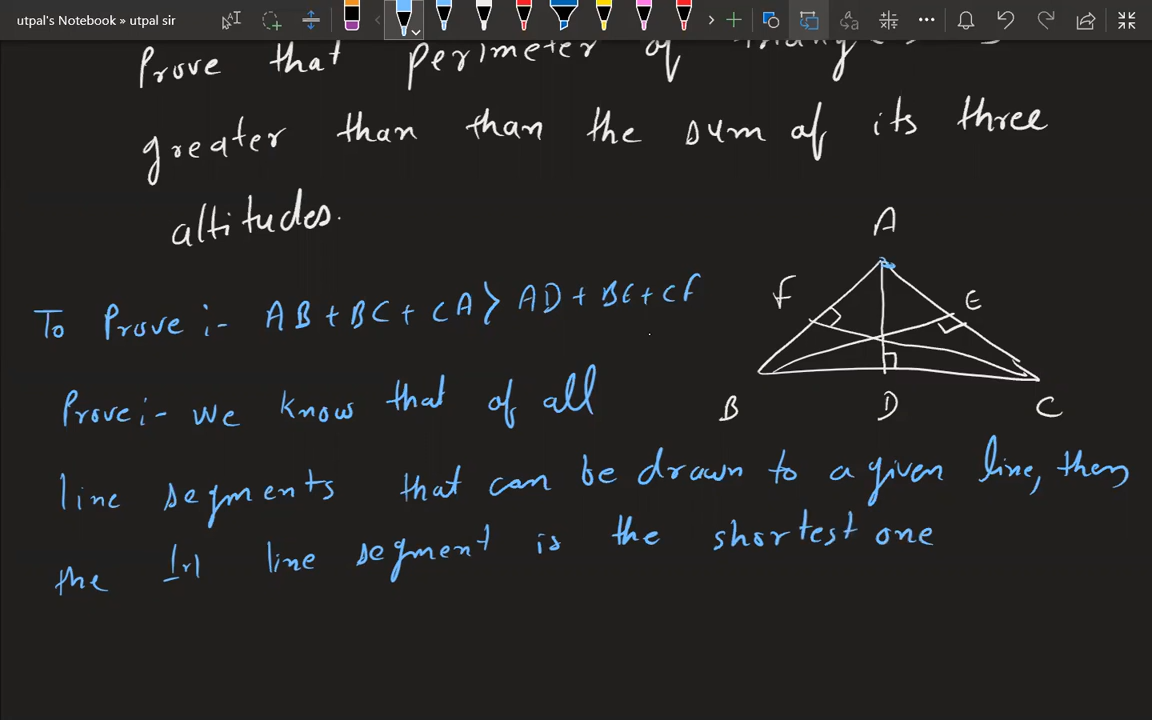 utpal's Notebook » utpal sir
Prove that perimeter of
greater than than the sum of its three
altitudes.
A
F
E
To Prove :- AB + BC + CA > AD + BE + CF
B
D
C
Prove :- We know that of all
line segments that can be drawn to a given line, then
the line segment is the shortest one